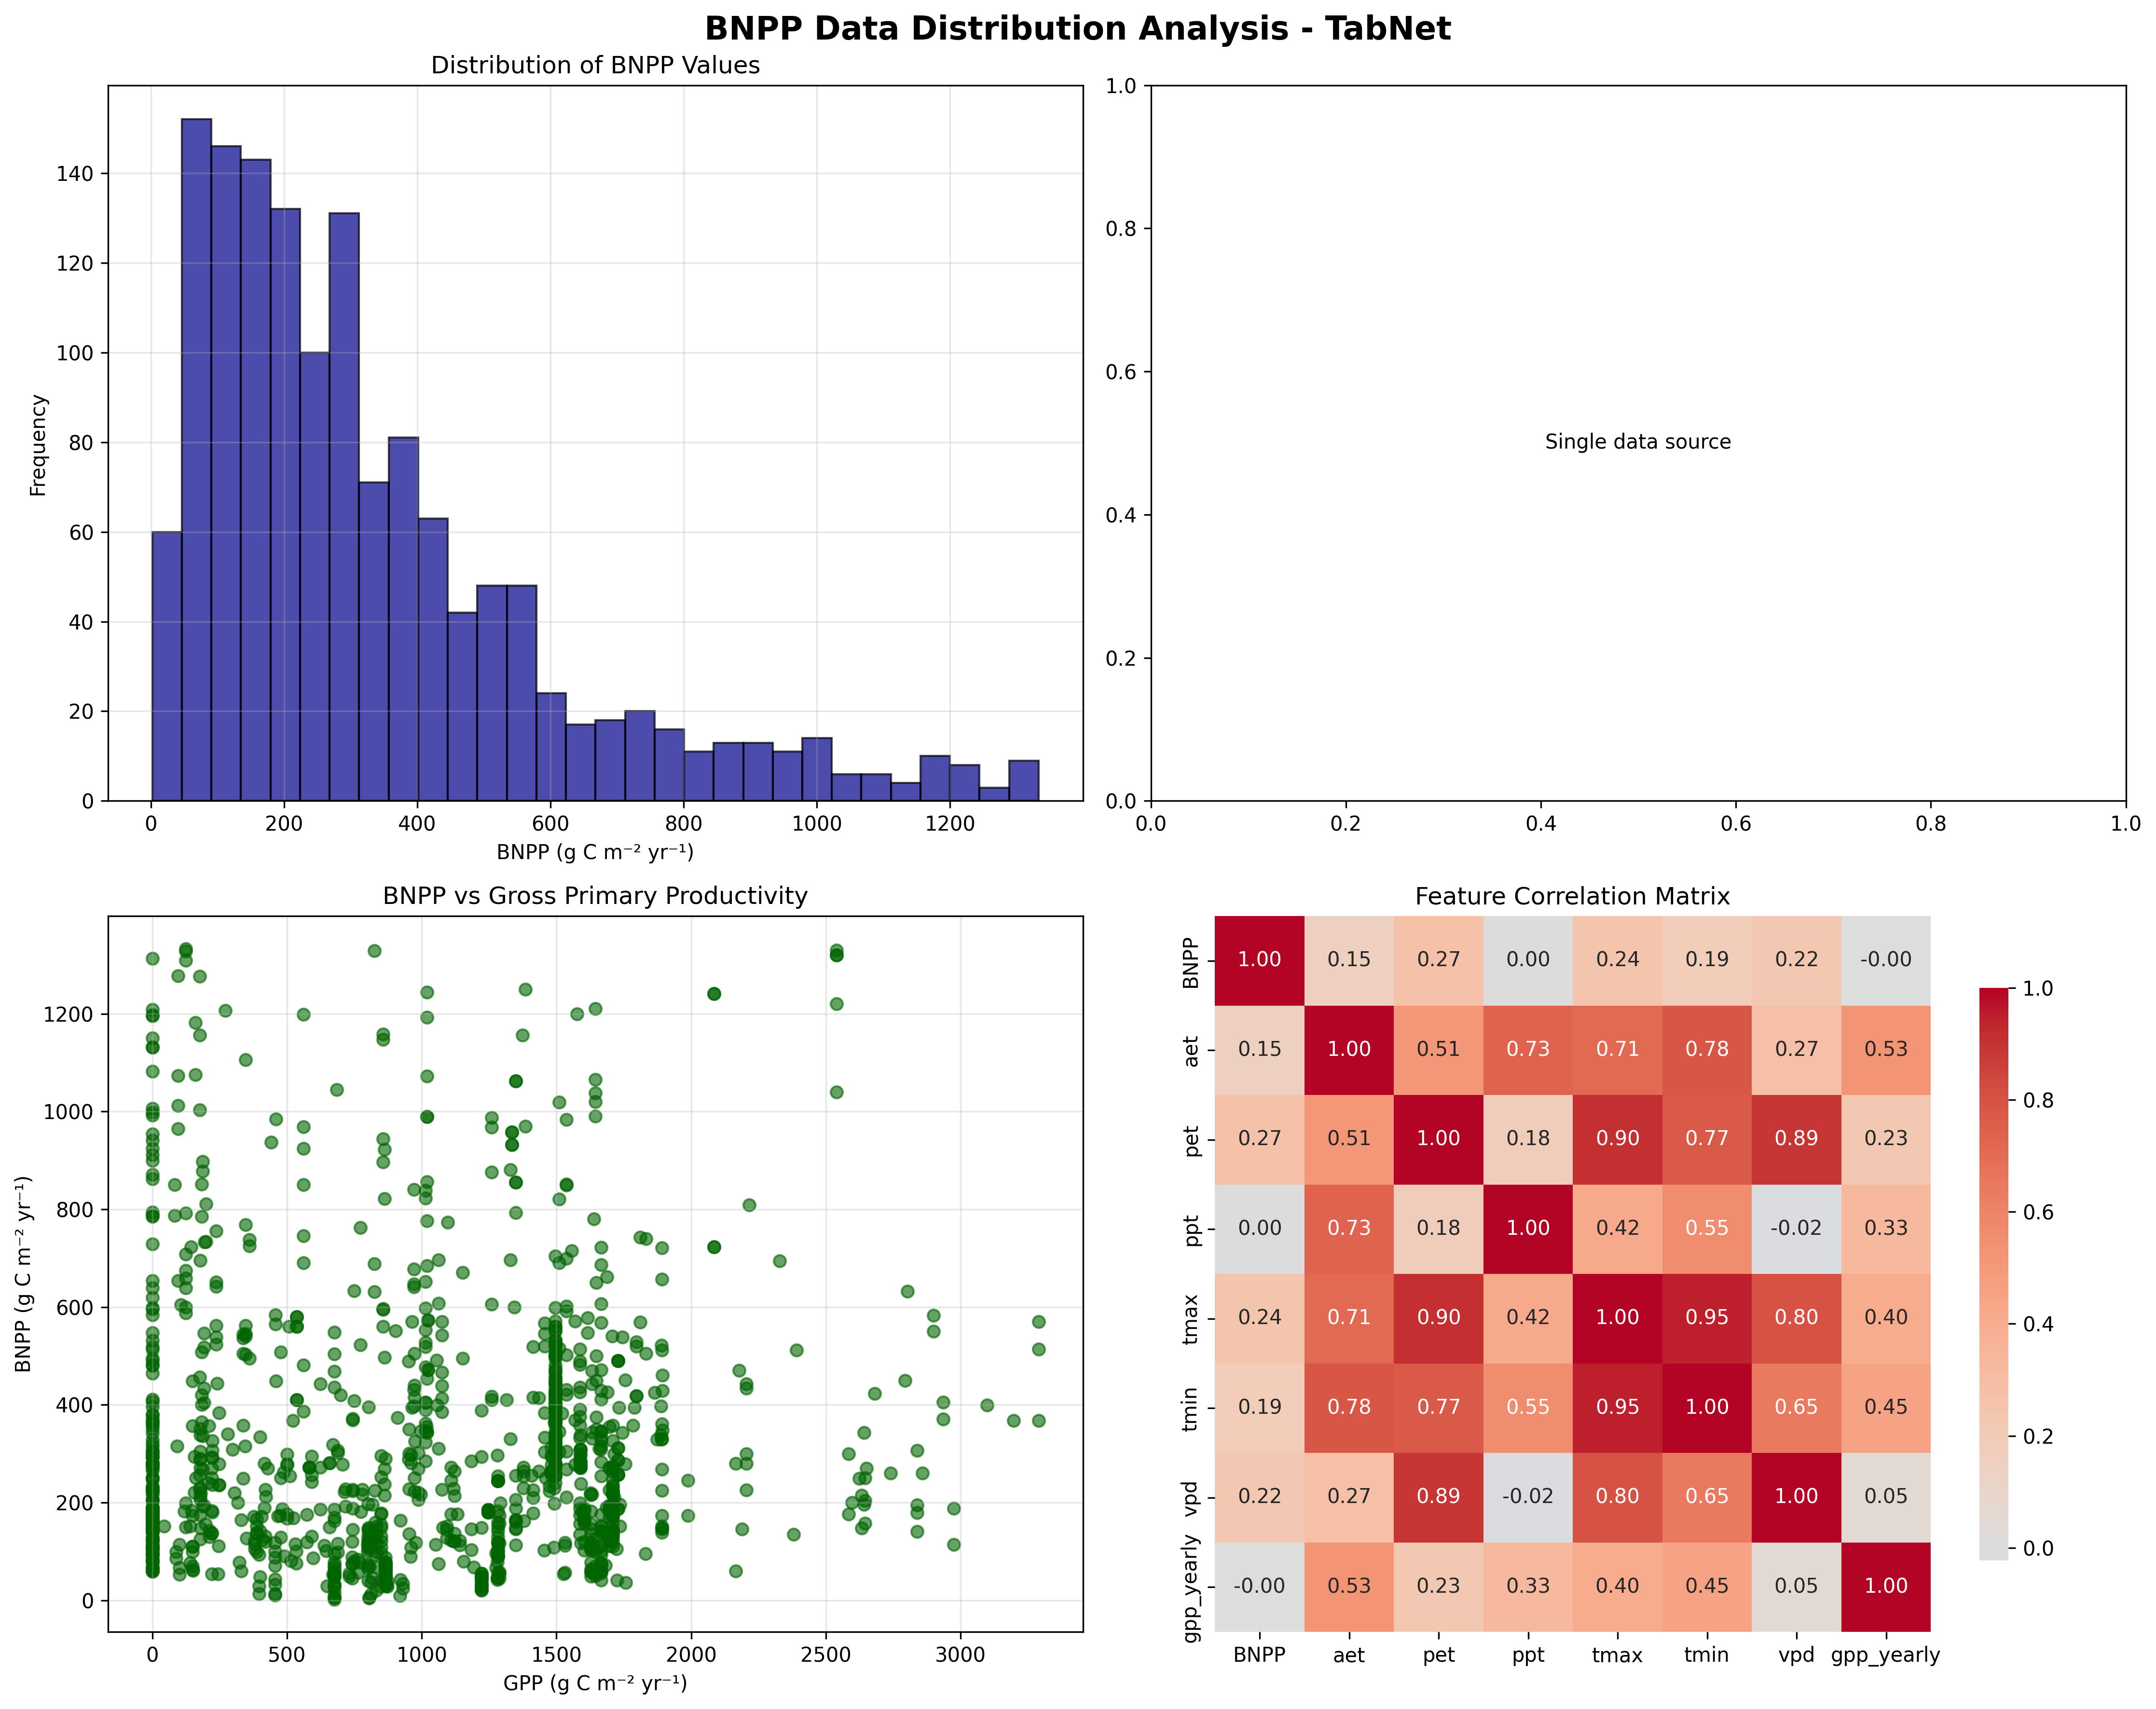 BNPP Data Distribution Analysis - TabNet
Distribution of BNPP Values
Frequency
140
120
100
80
60
40
20
0
0 200 400 600 800 1000 1200
BNPP (g C m⁻² yr⁻¹)
1.0
0.8
0.6
0.4
0.2
0.0
Single data source
0.0 0.2 0.4 0.6 0.8 1.0
BNPP vs Gross Primary Productivity
BNPP (g C m⁻² yr⁻¹)
1200
1000
800
600
400
200
0
0 500 1000 1500 2000 2500 3000
GPP (g C m⁻² yr⁻¹)
Feature Correlation Matrix
BNPP 1.00 0.15 0.27 0.00 0.24 0.19 0.22 -0.00
aet 0.15 1.00 0.51 0.73 0.71 0.78 0.27 0.53
pet 0.27 0.51 1.00 0.18 0.90 0.77 0.89 0.23
ppt 0.00 0.73 0.18 1.00 0.42 0.55 -0.02 0.33
tmax 0.24 0.71 0.90 0.42 1.00 0.95 0.80 0.40
tmin 0.19 0.78 0.77 0.55 0.95 1.00 0.65 0.45
vpd 0.22 0.27 0.89 -0.02 0.80 0.65 1.00 0.05
gpp_yearly -0.00 0.53 0.23 0.33 0.40 0.45 0.05 1.00
BNPP aet pet ppt tmax tmin vpd gpp_yearly
1.0
0.8
0.6
0.4
0.2
0.0